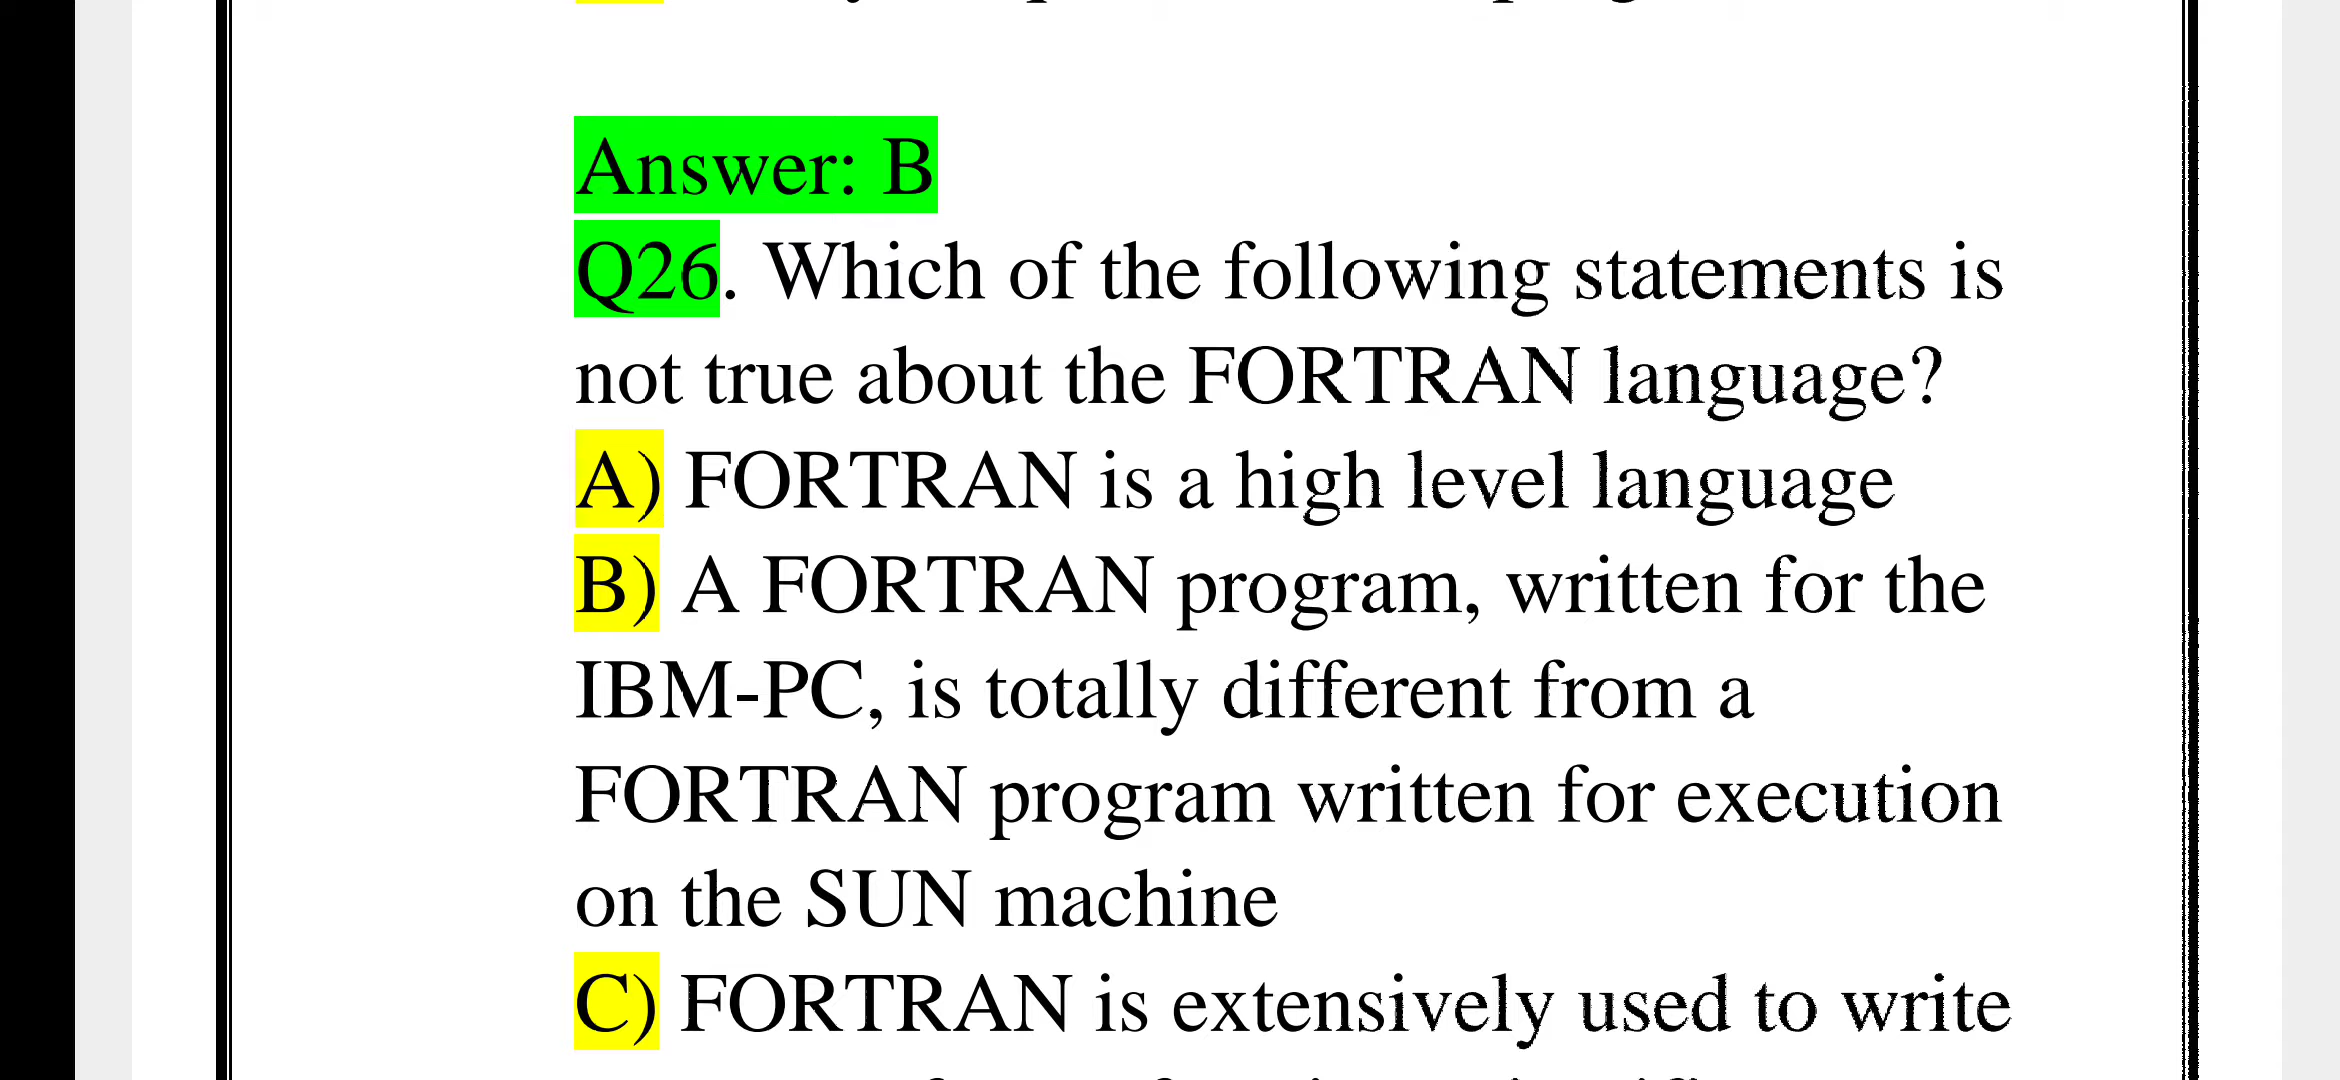 Answer: B
Q26. Which of the following statements is
not true about the FORTRAN language?
A) FORTRAN is a high level language
B) A FORTRAN program, written for the
IBM-PC, is totally different from a
FORTRAN program written for execution
on the SUN machine
C) FORTRAN is extensively used to write